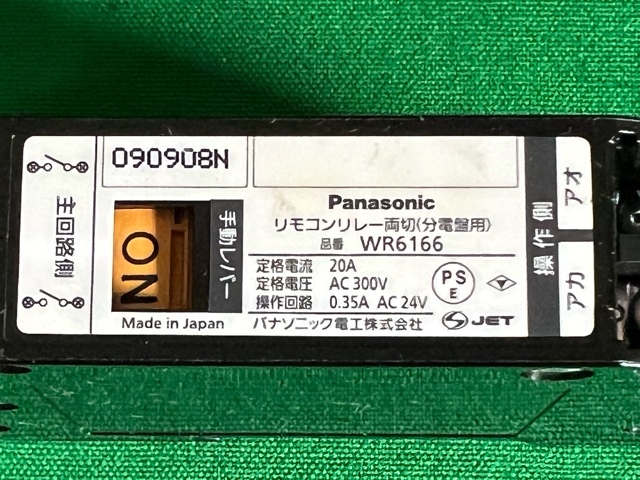 090908N
主回路側
ON
手動レバー
Panasonic
リモコンリレー両切(分電盤用)
品番 WR6166
定格電流 20A
定格電圧 AC 300V
操作回路 0.35A AC 24V
PS
E
Made in Japan
パナソニック電工株式会社
S JET
操作側
アオ
アカ